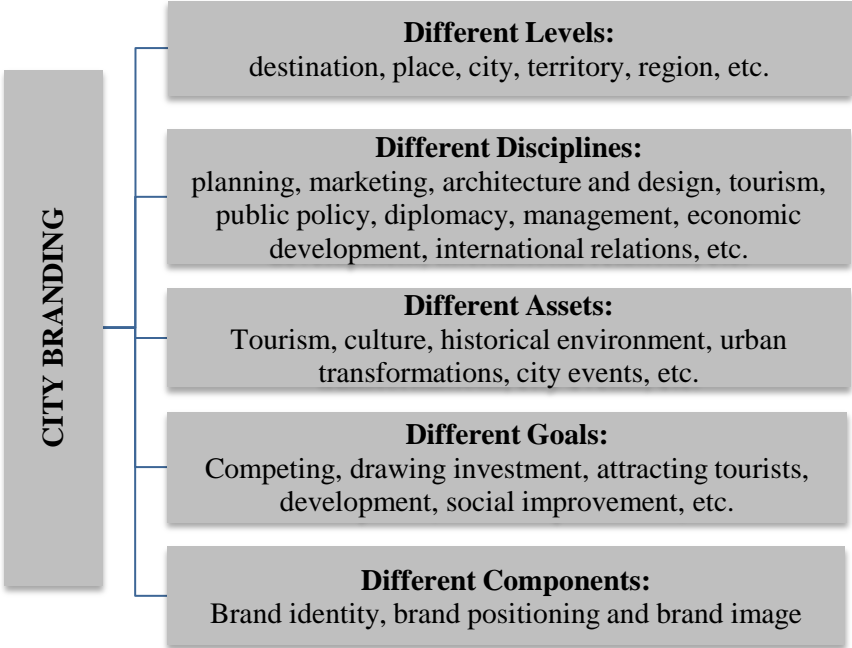 CITY BRANDING
Different Levels:
destination, place, city, territory, region, etc.
Different Disciplines:
planning, marketing, architecture and design, tourism,
public policy, diplomacy, management, economic
development, international relations, etc.
Different Assets:
Tourism, culture, historical environment, urban
transformations, city events, etc.
Different Goals:
Competing, drawing investment, attracting tourists,
development, social improvement, etc.
Different Components:
Brand identity, brand positioning and brand image